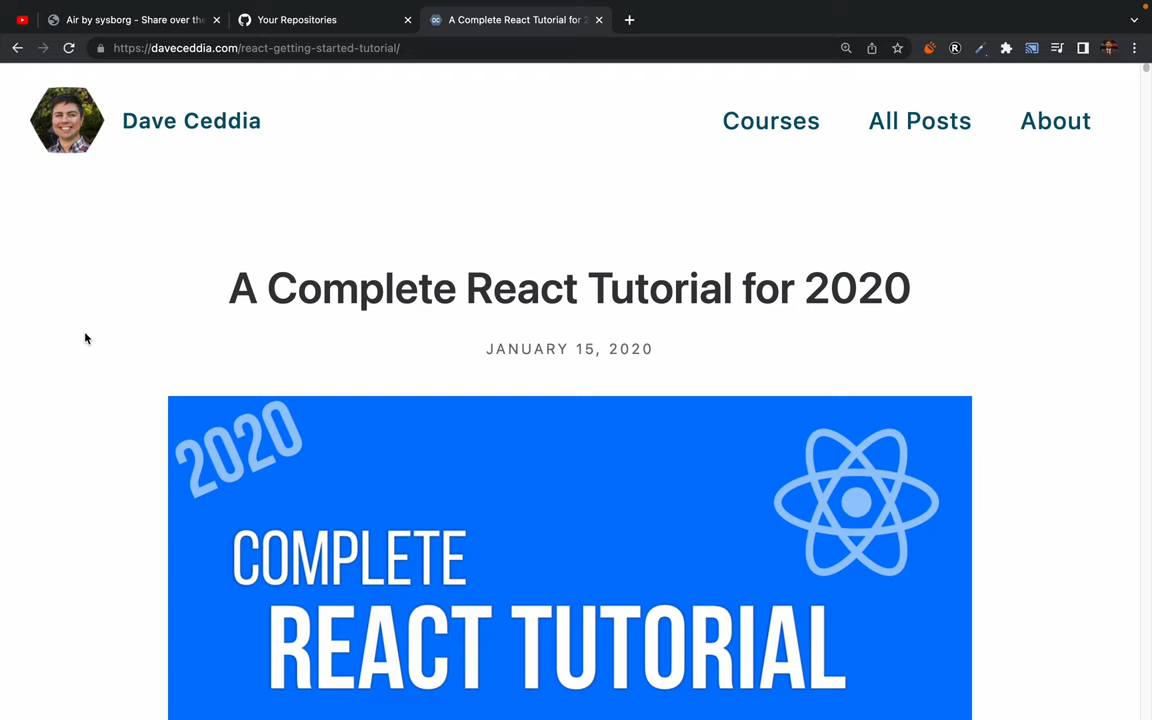 Air by sysborg - Share over the
Your Repositories
A Complete React Tutorial for 2
https://daveceddia.com/react-getting-started-tutorial/
Dave Ceddia
Courses
All Posts
About
A Complete React Tutorial for 2020
JANUARY 15, 2020
2020
COMPLETE
REACT TUTORIAL